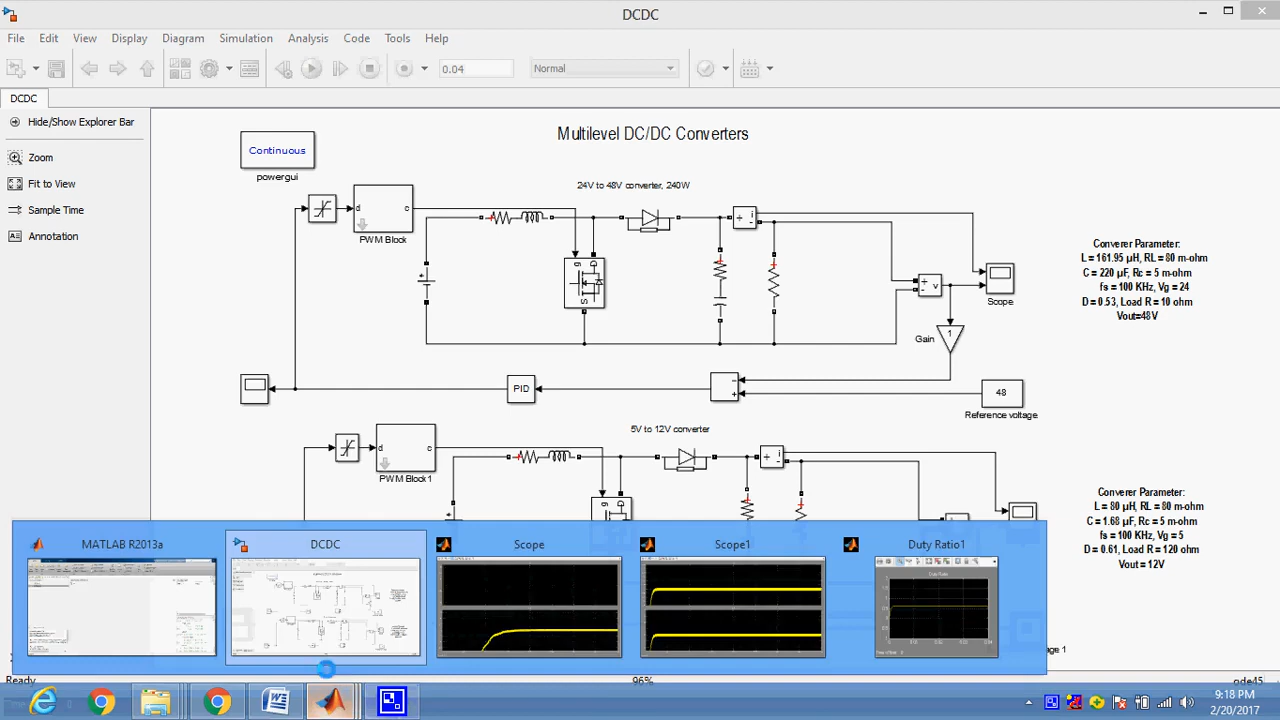 DCDC
File Edit View Display Diagram Simulation Analysis Code Tools Help
0.04 Normal
DCDC
Hide/Show Explorer Bar
Zoom
Fit to View
Sample Time
Annotation
Multilevel DC/DC Converters
Continuous
powergui
24V to 48V converter, 240W
d c
PWM Block
g D
S
+ i
-
+
- v
Scope
Gain 1
Converer Parameter:
L = 161.95 µH, RL = 80 m-ohm
C = 220 µF, Rc = 5 m-ohm
fs = 100 KHz, Vg = 24
D = 0.53, Load R = 10 ohm
Vout=48V
PID
-
+
48
Reference voltage
5V to 12V converter
d c
PWM Block1
g D
+ i
-
Converer Parameter:
L = 80 µH, RL = 80 m-ohm
C = 1.68 µF, Rc = 5 m-ohm
fs = 100 KHz, Vg = 5
D = 0.61, Load R = 120 ohm
Vout = 12V
MATLAB R2013a
DCDC
Scope
Scope1
Duty Ratio1
Duty Ratio
Ready
96%
ode45
9:18 PM
2/20/2017